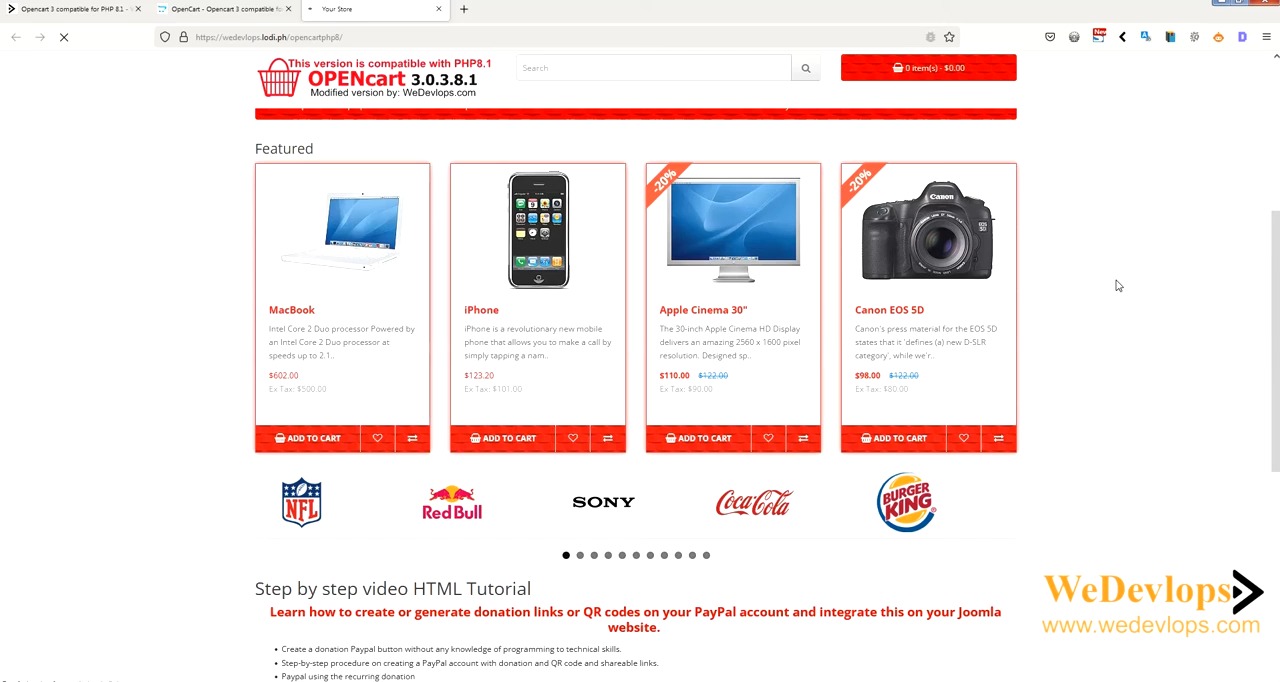 Opencart 3 compatible for PHP 8.1 -
OpenCart - Opencart 3 compatible fo
Your Store
https://wedevlops.lodi.ph/opencartphp8/
New
This version is compatible with PHP8.1
OPENcart 3.0.3.8.1
Modified version by: WeDevlops.com
Search
0 item(s) - $0.00
Featured
-20%
-20%
Canon
MacBook
iPhone
Apple Cinema 30"
Canon EOS 5D
Intel Core 2 Duo processor Powered by
an Intel Core 2 Duo processor at
speeds up to 2.1..
iPhone is a revolutionary new mobile
phone that allows you to make a call by
simply tapping a nam..
The 30-inch Apple Cinema HD Display
delivers an amazing 2560 x 1600 pixel
resolution. Designed sp..
Canon's press material for the EOS 5D
states that it 'defines (a) new D-SLR
category', while we'r..
$602.00
Ex Tax: $500.00
$123.20
Ex Tax: $101.00
$110.00 $122.00
Ex Tax: $90.00
$98.00 $122.00
Ex Tax: $80.00
ADD TO CART
ADD TO CART
ADD TO CART
ADD TO CART
NFL
Red Bull
SONY
Coca-Cola
BURGER
KING
Step by step video HTML Tutorial
Learn how to create or generate donation links or QR codes on your PayPal account and integrate this on your Joomla
website.
Create a donation Paypal button without any knowledge of programming to technical skills.
Step-by-step procedure on creating a PayPal account with donation and QR code and shareable links.
Paypal using the recurring donation
WeDevlops
www.wedevlops.com